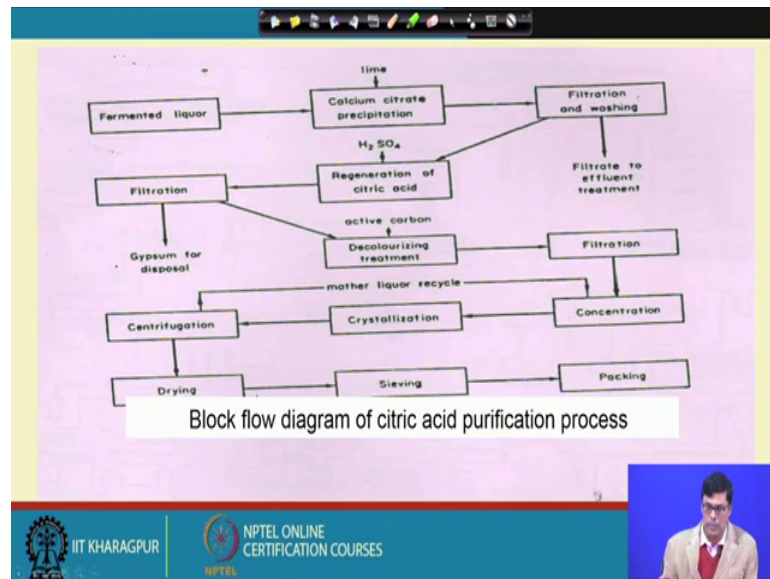 lime
Fermented liquor
Calcium citrate
precipitation
Filtration
and washing
H2 SO4
Filtration
Regeneration of
citric acid
Filtrate to
effluent
treatment
active carbon
Gypsum for
disposal
Decolourizing
treatment
Filtration
mother liquor recycle
Centrifugation
Crystallization
Concentration
Drying
Sieving
Packing
Block flow diagram of citric acid purification process
IIT KHARAGPUR
NPTEL
NPTEL ONLINE
CERTIFICATION COURSES